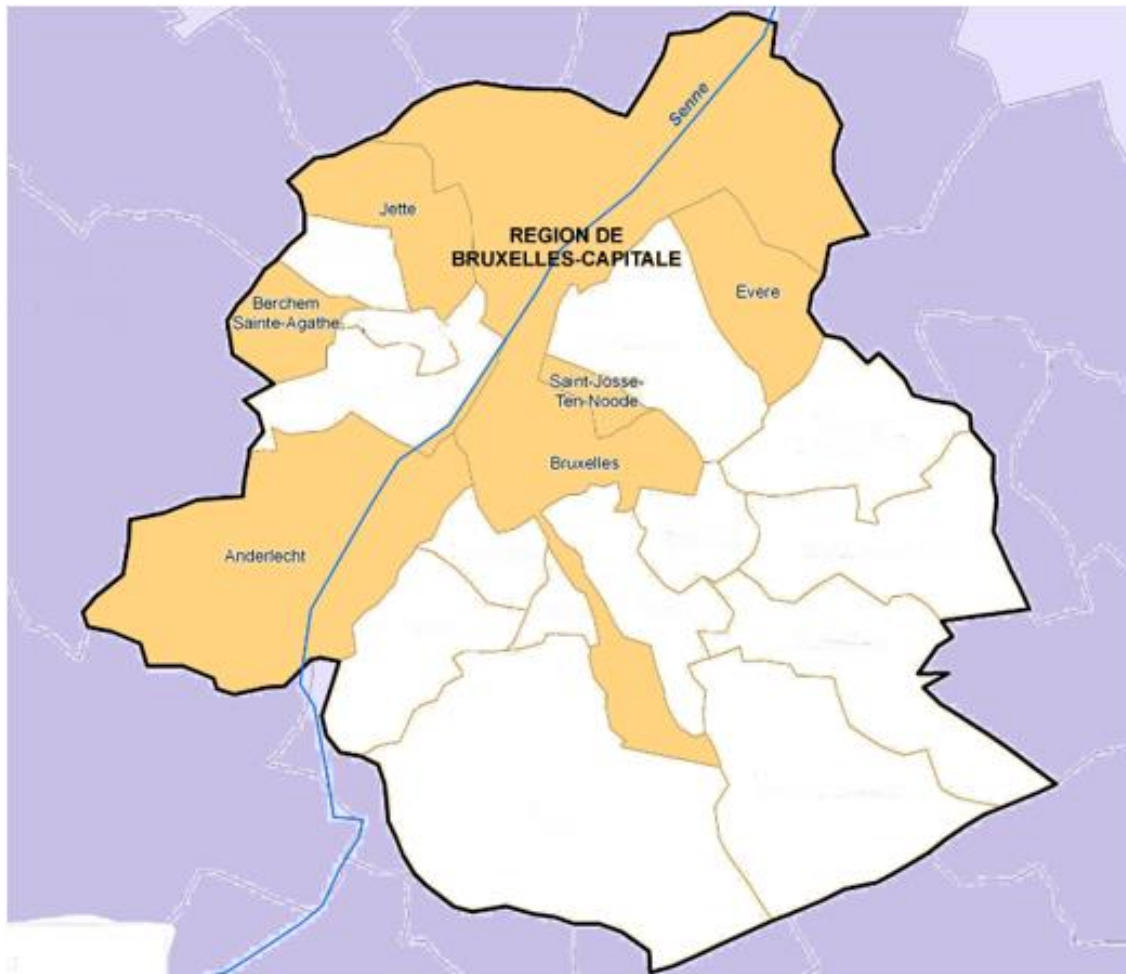 Senne
Jette
REGION DE
BRUXELLES-CAPITALE
Evere
Berchem
Sainte-Agathe
Saint-Josse-
Ten-Noode
Bruxelles
Anderlecht